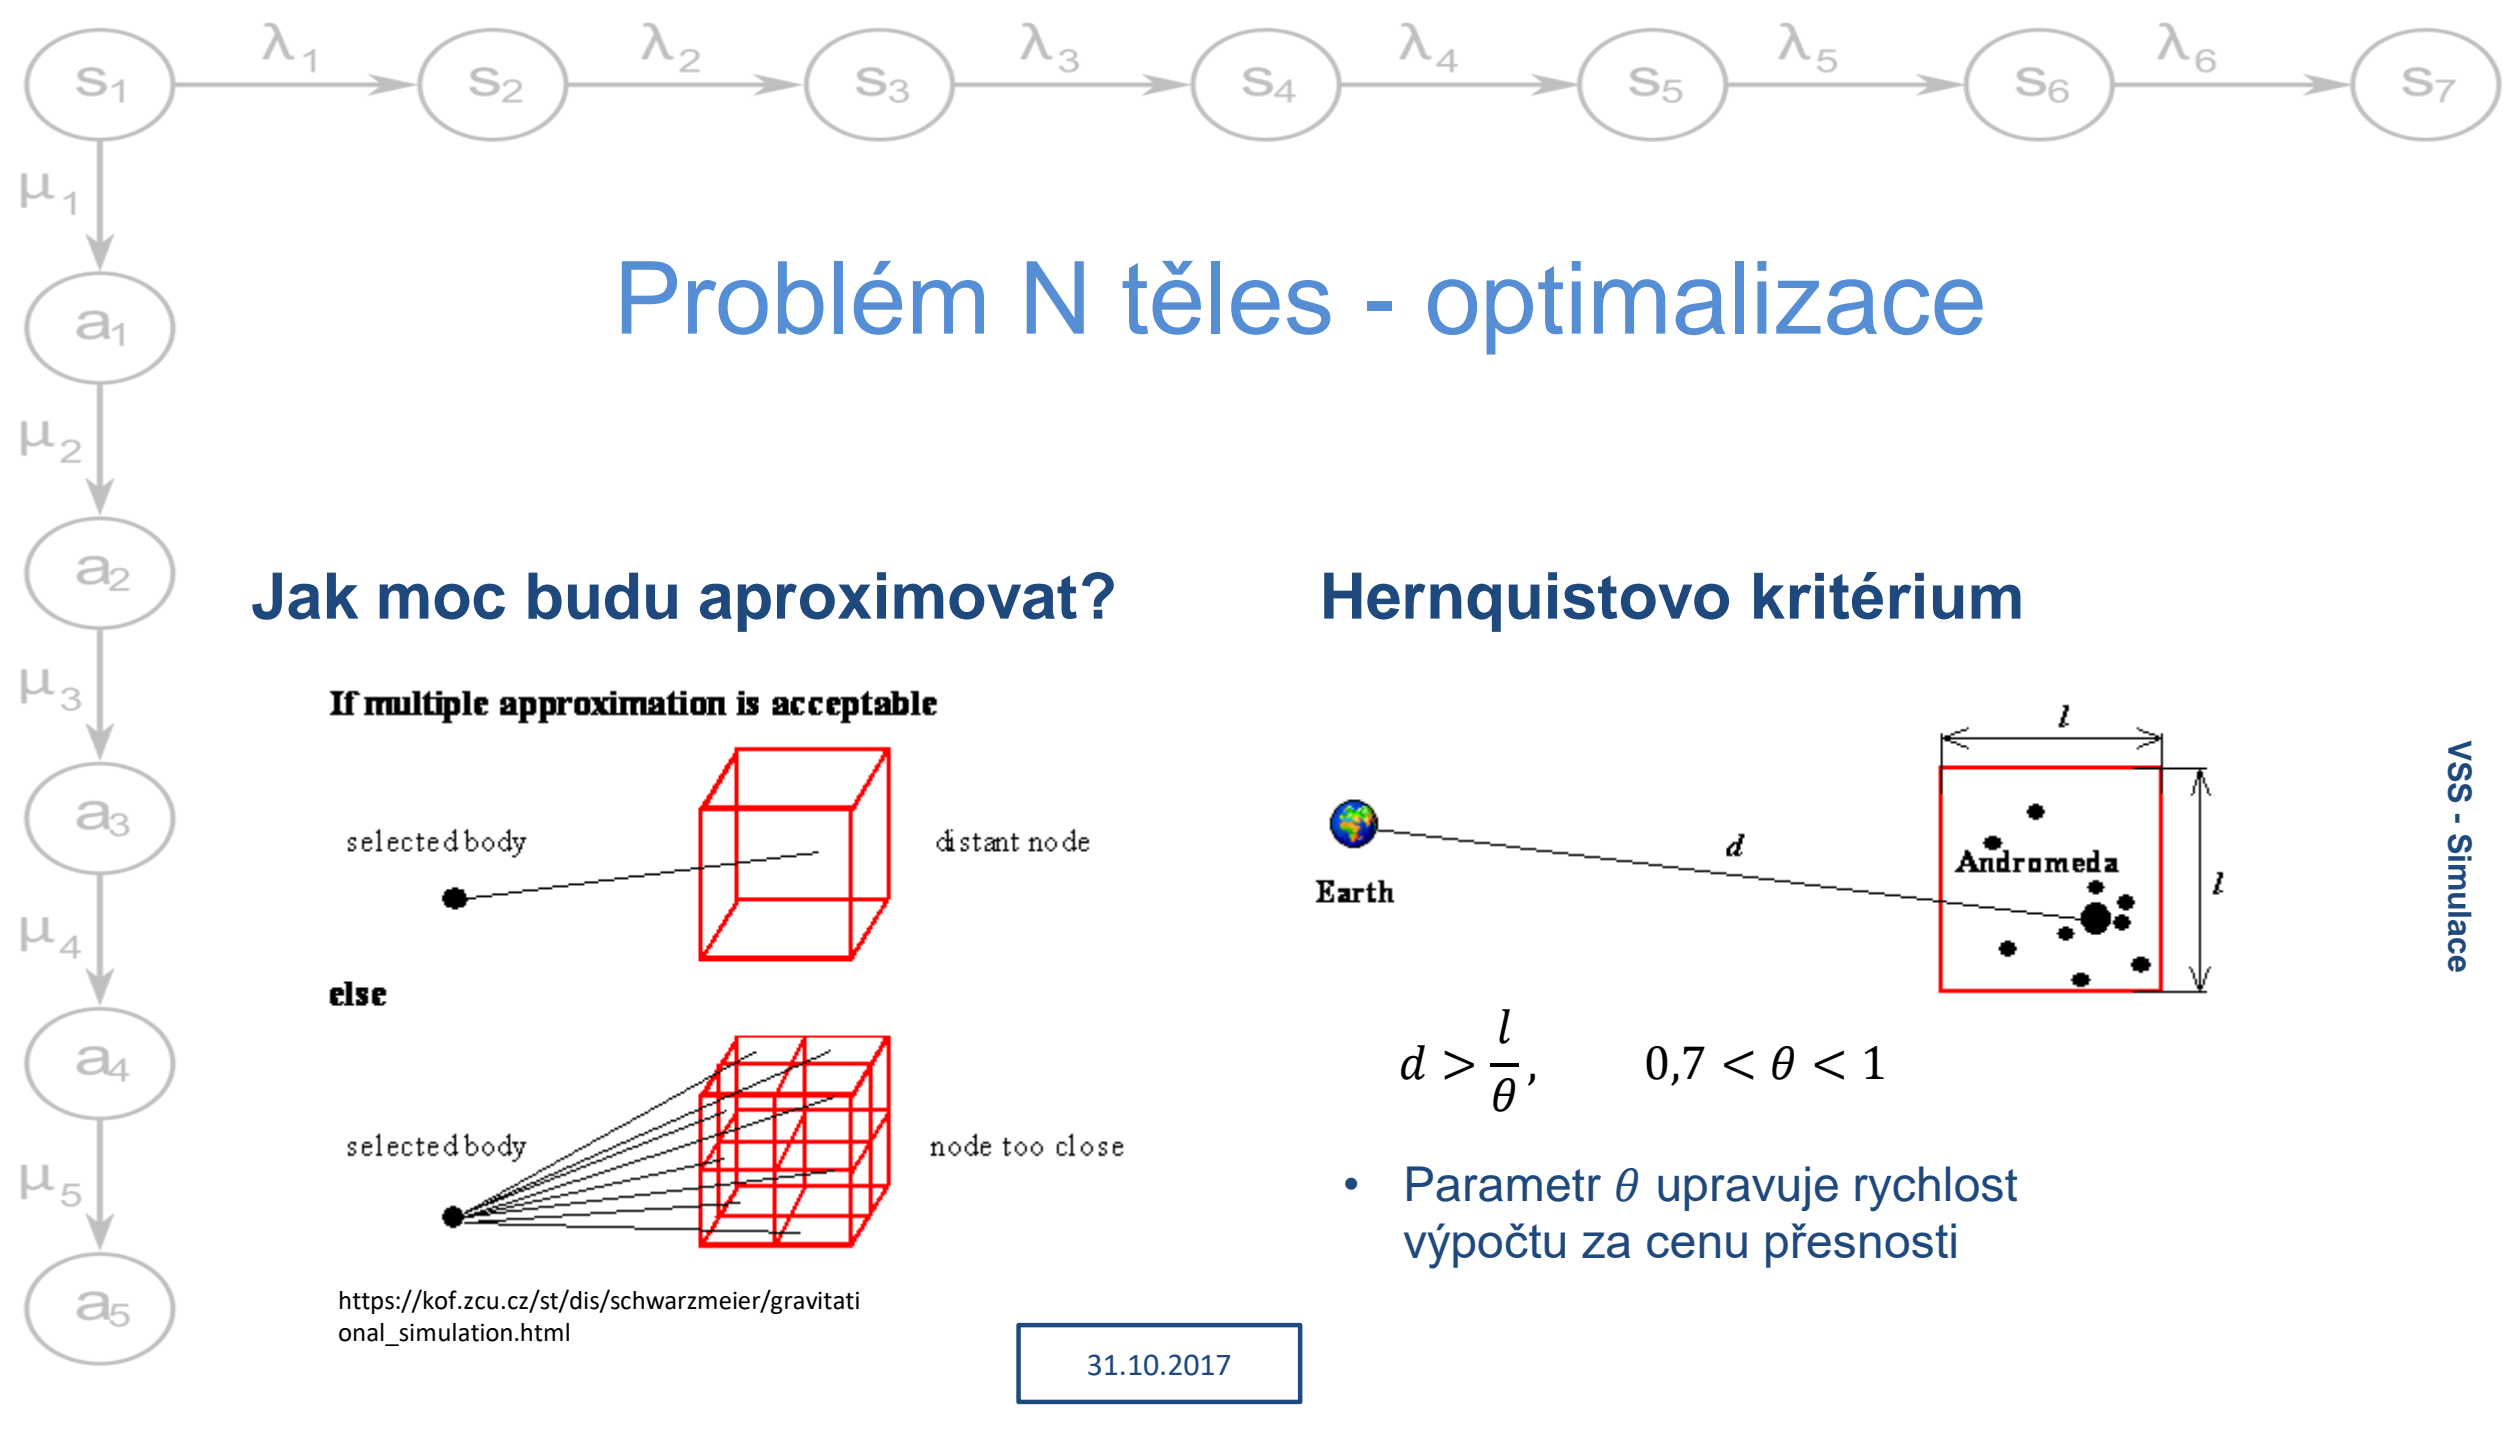 s1 λ1 s2 λ2 s3 λ3 s4 λ4 s5 λ5 s6 λ6 s7
μ1
a1
μ2
a2
μ3
a3
μ4
a4
μ5
a5
Problém N těles - optimalizace
Jak moc budu aproximovat?
If multiple approximation is acceptable
selected body
distant node
else
selected body
node too close
https://kof.zcu.cz/st/dis/schwarzmeier/gravitati
onal_simulation.html
Hernquistovo kritérium
l
d
Andromeda
l
Earth
d > l/θ, 0,7 < θ < 1
• Parametr θ upravuje rychlost
výpočtu za cenu přesnosti
31.10.2017
VSS - Simulace